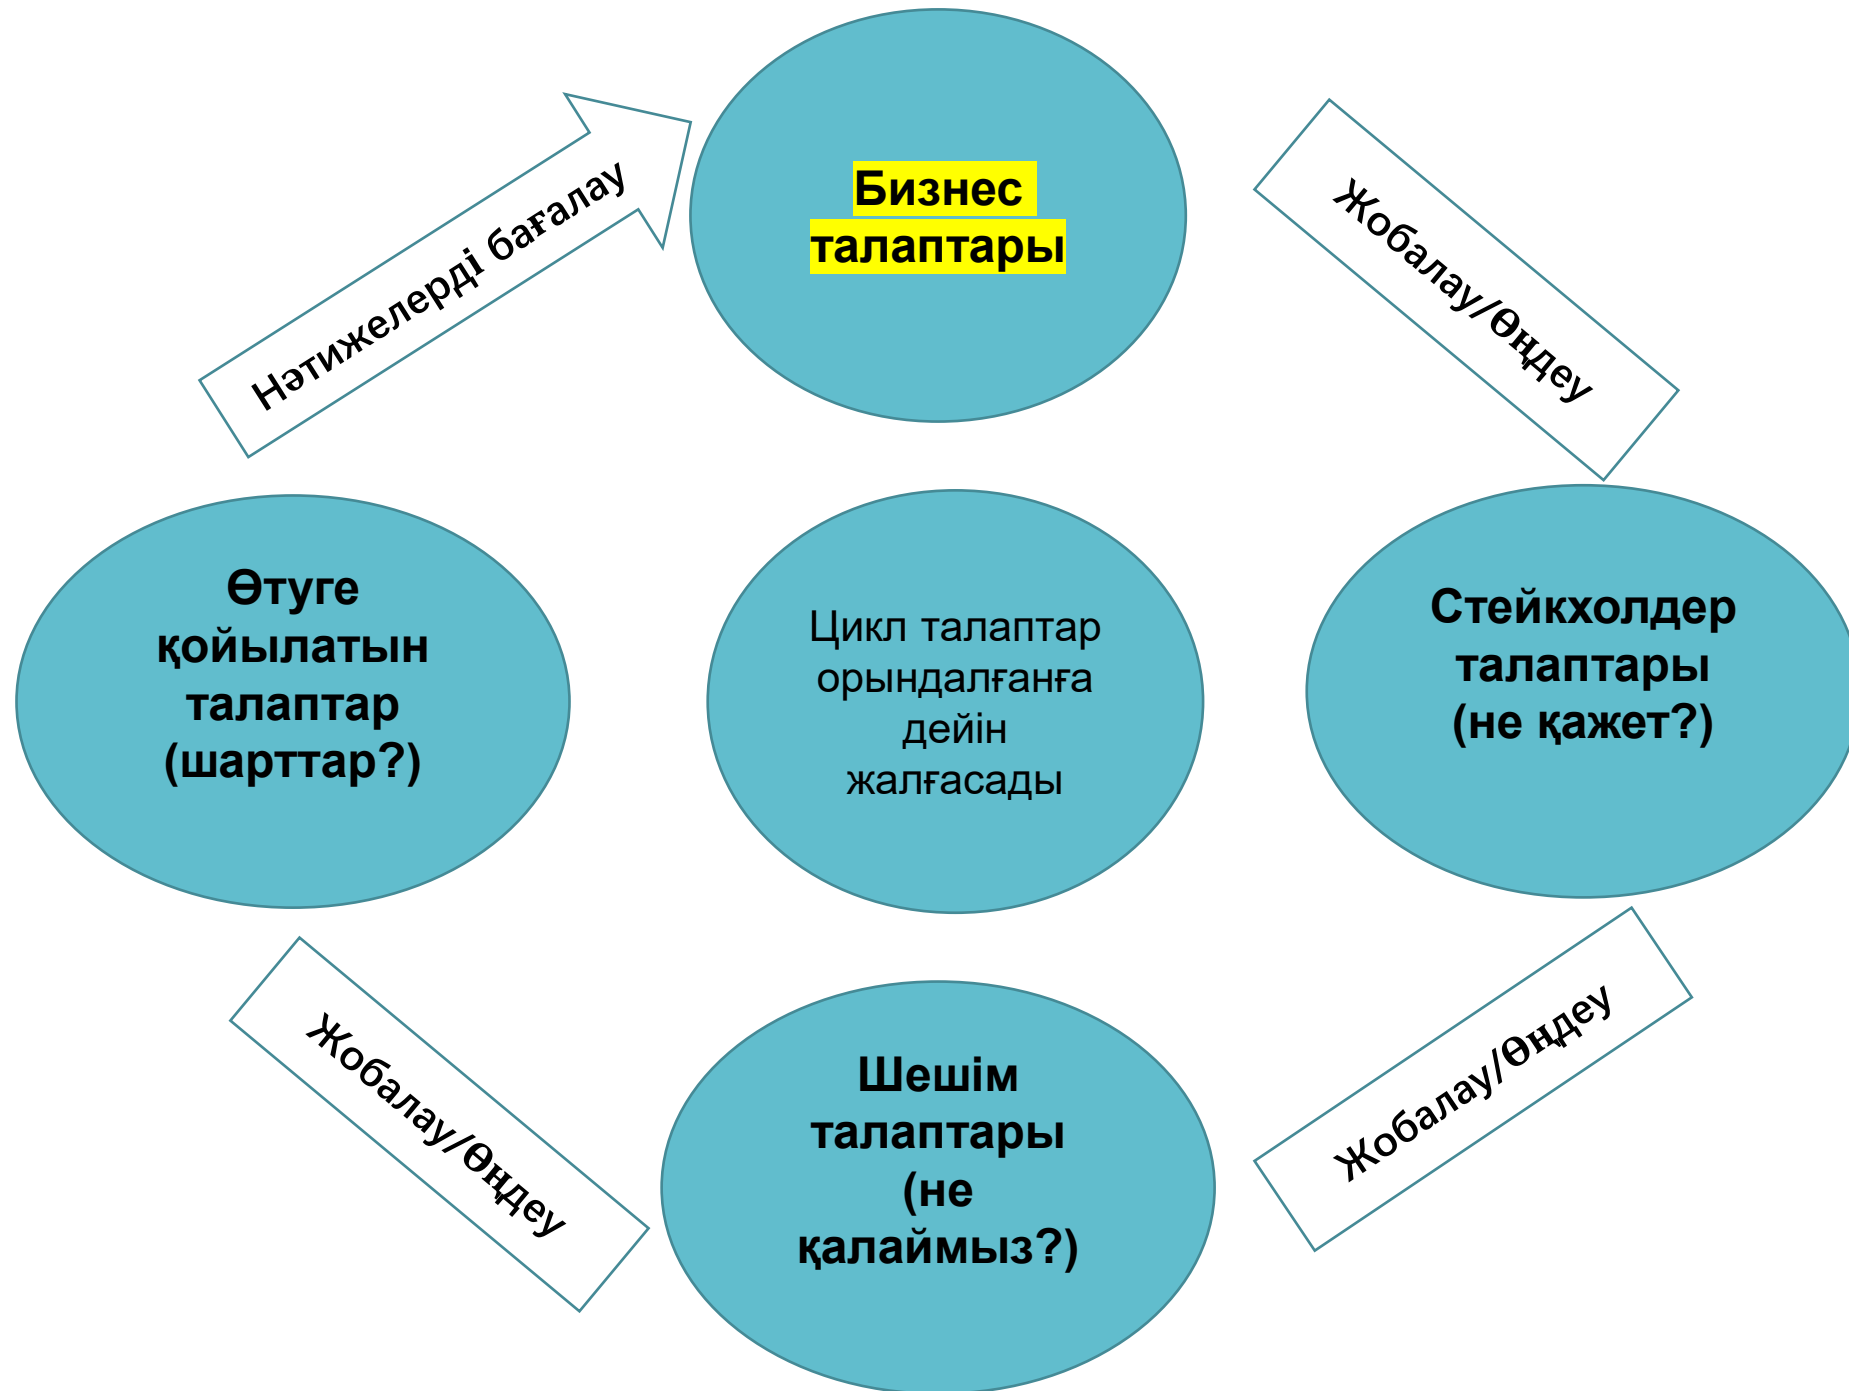 Бизнес
талаптары
Нәтижелерді бағалау
Жобалау/Өңдеу
Өтуге
қойылатын
талаптар
(шарттар?)
Цикл талаптар
орындалғанға
дейін
жалғасады
Стейкхолдер
талаптары
(не қажет?)
Жобалау/Өңдеу
Шешім
талаптары
(не
қалаймыз?)
Жобалау/Өңдеу